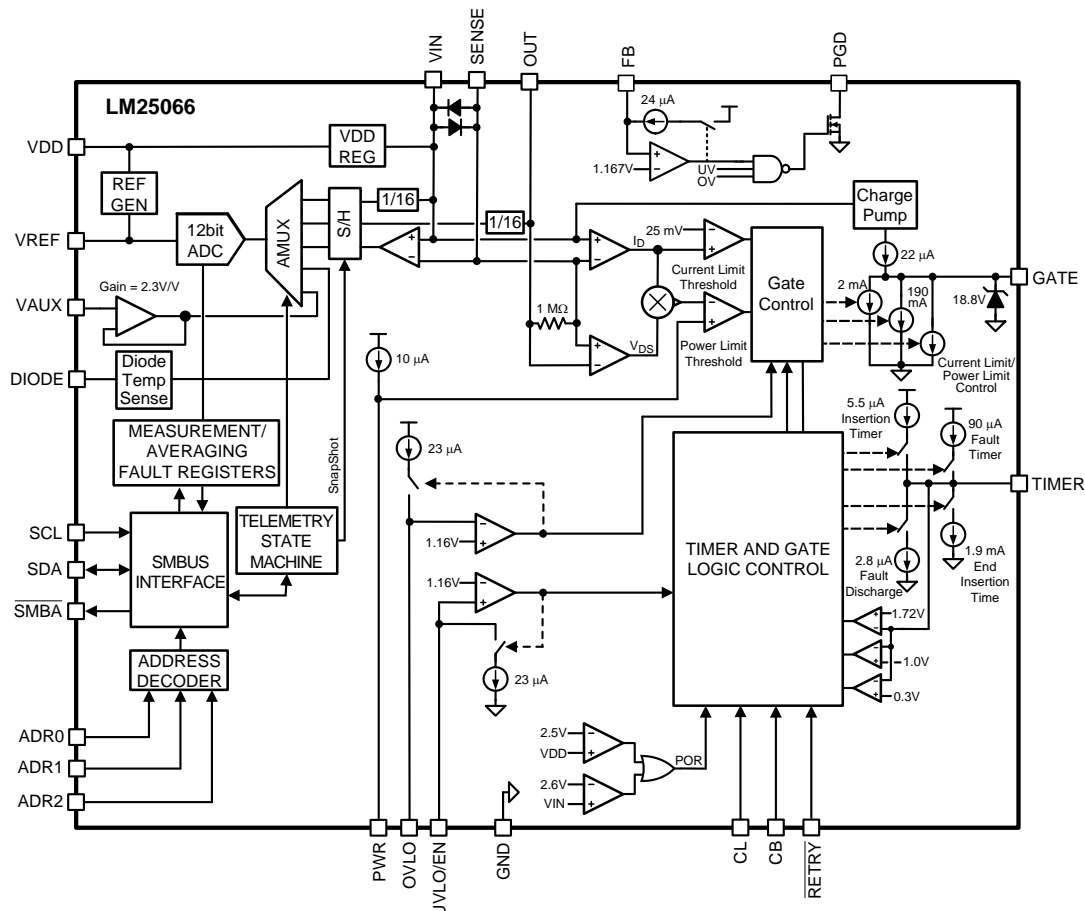 VIN
SENSE
OUT
FB
PGD
LM25066
VDD
VDD
REG
REF
GEN
VREF
12bit
ADC
AMUX
S/H
1/16
1/16
24 µA
1.167V
UV
OV
Charge
Pump
22 µA
GATE
VAUX
Gain = 2.3V/V
DIODE
Diode
Temp
Sense
25 mV
ID
Current Limit
Threshold
1 MΩ
VDS
Power Limit
Threshold
Gate
Control
2 mA
190
mA
18.8V
Current Limit/
Power Limit
Control
10 µA
23 µA
MEASUREMENT/
AVERAGING
FAULT REGISTERS
SnapShot
5.5 µA
Insertion
Timer
90 µA
Fault
Timer
TIMER
SCL
SDA
SMBA
SMBUS
INTERFACE
TELEMETRY
STATE
MACHINE
1.16V
1.16V
TIMER AND GATE
LOGIC CONTROL
2.8 µA
Fault
Discharge
1.9 mA
End
Insertion
Time
1.72V
1.0V
0.3V
23 µA
ADDRESS
DECODER
ADR0
ADR1
ADR2
2.5V
VDD
2.6V
VIN
POR
PWR
OVLO
UVLO/EN
GND
CL
CB
RETRY